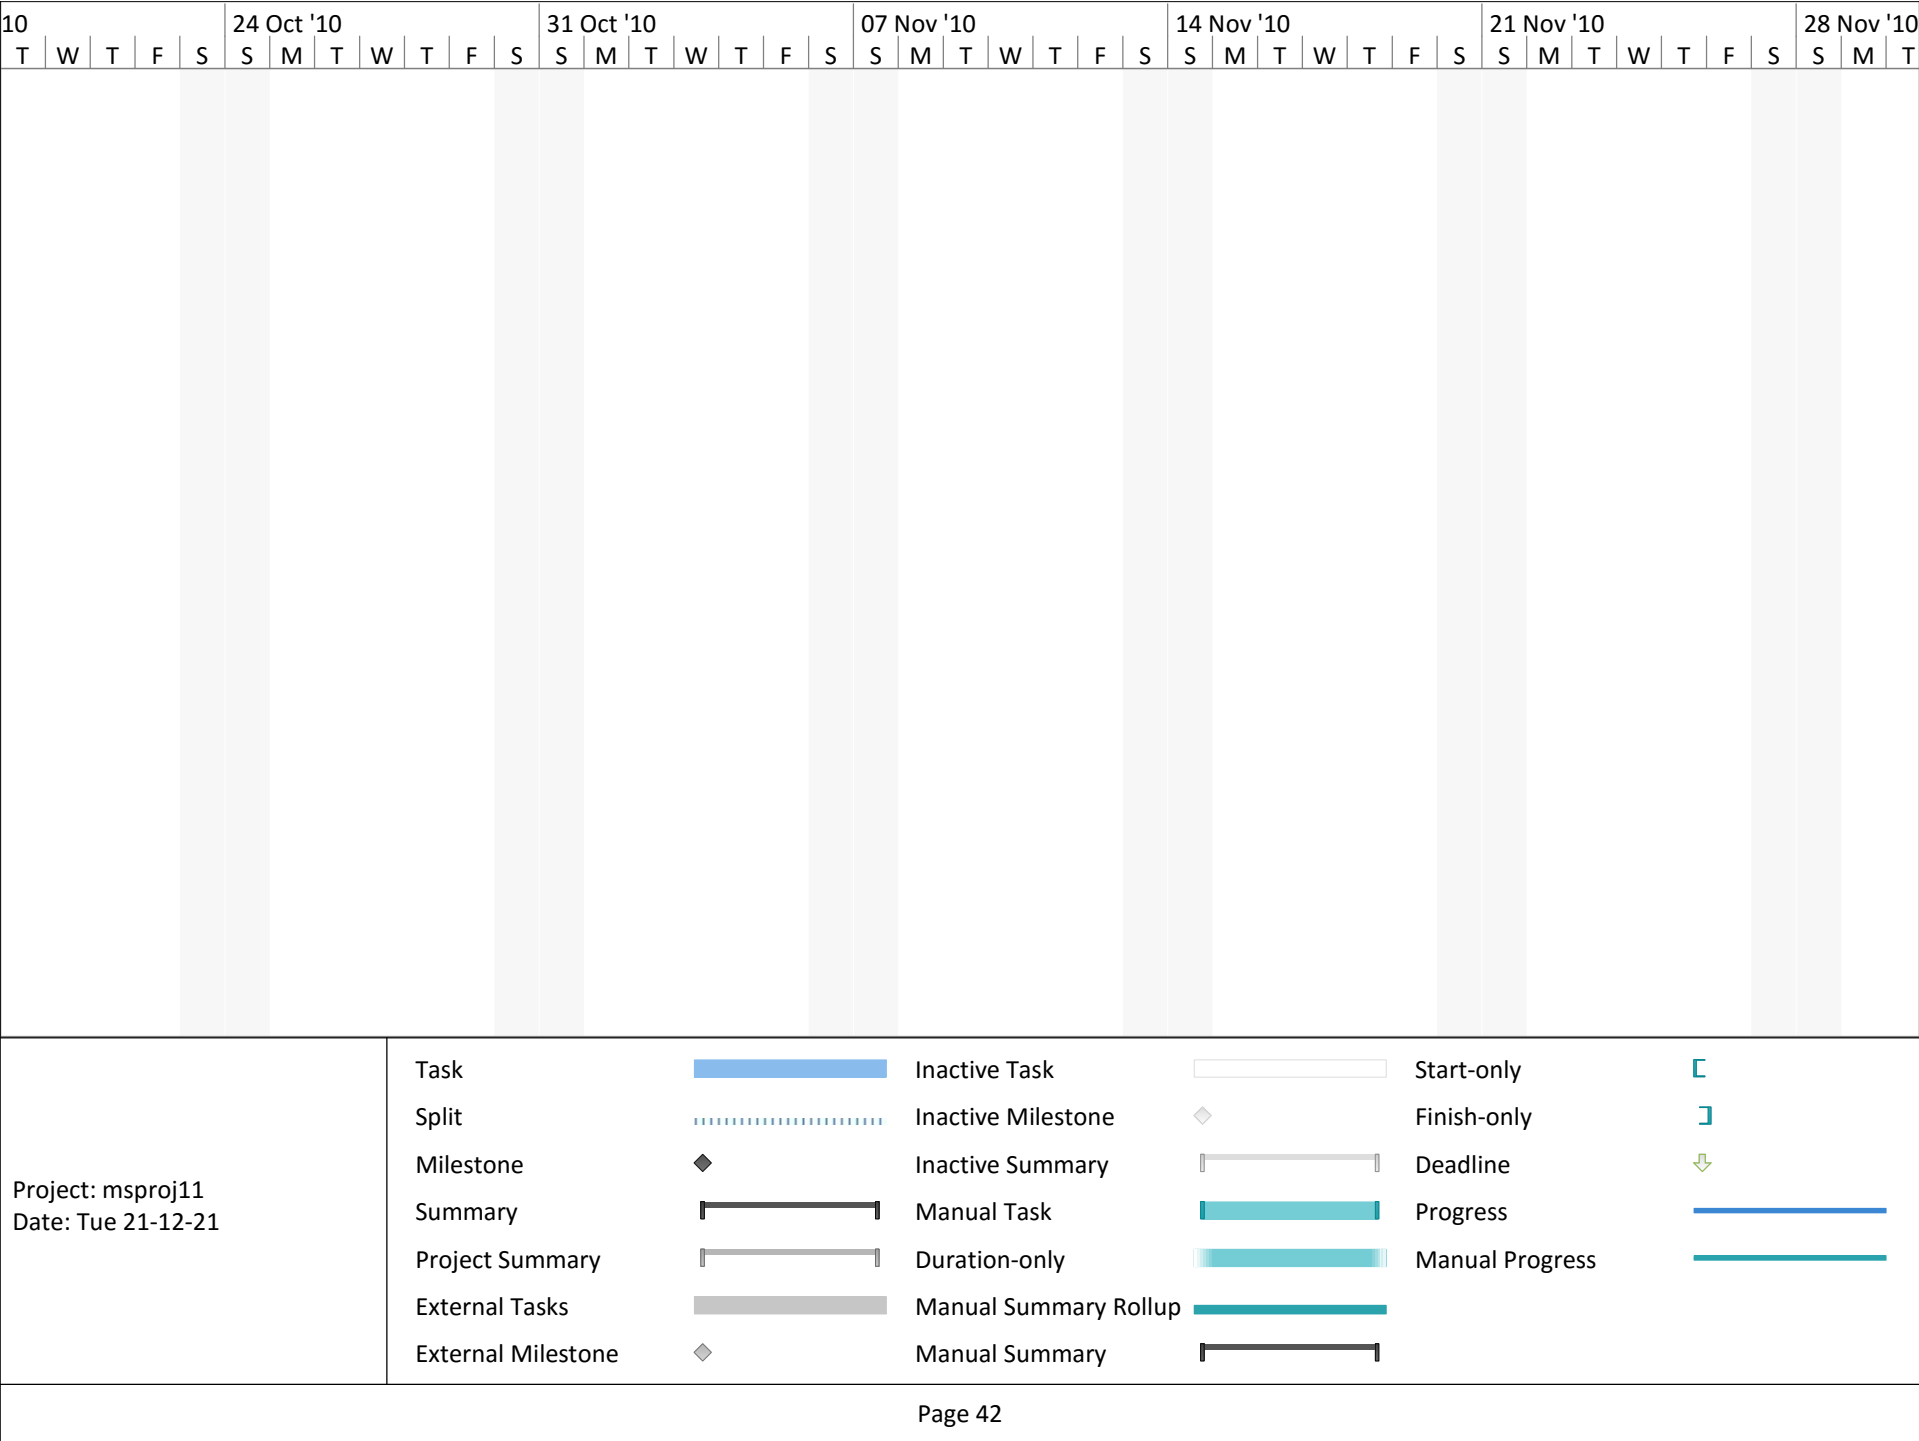 10 24 Oct '10 31 Oct '10 07 Nov '10 14 Nov '10 21 Nov '10 28 Nov '10
T W T F S S M T W T F S S M T W T F S S M T W T F S S M T W T F S S M T W T F S S M T
Project: msproj11
Date: Tue 21-12-21
Task
Split
Milestone
Summary
Project Summary
External Tasks
External Milestone
Inactive Task
Inactive Milestone
Inactive Summary
Manual Task
Duration-only
Manual Summary Rollup
Manual Summary
Start-only
Finish-only
Deadline
Progress
Manual Progress
Page 42